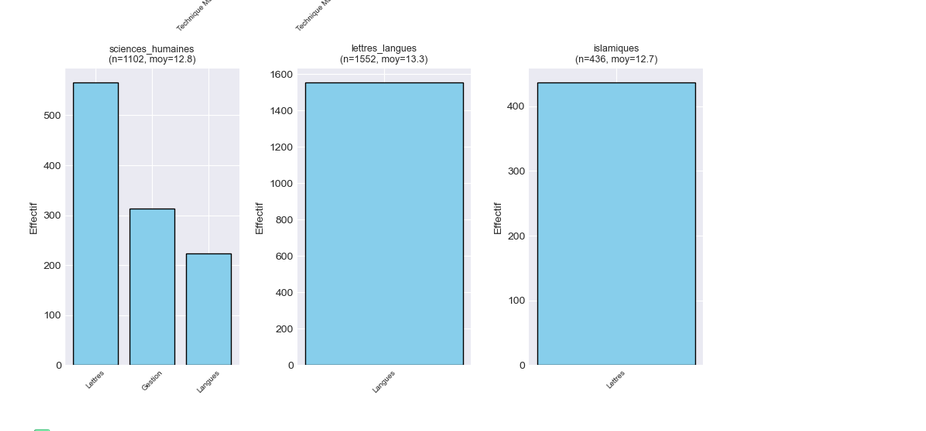 Technique M
Technique M
sciences_humaines
(n=1102, moy=12.8)
Effectif
500
400
300
200
100
0
Lettres
Gestion
Langues
lettres_langues
(n=1552, moy=13.3)
Effectif
1600
1400
1200
1000
800
600
400
200
0
Langues
islamiques
(n=436, moy=12.7)
Effectif
400
300
200
100
0
Lettres